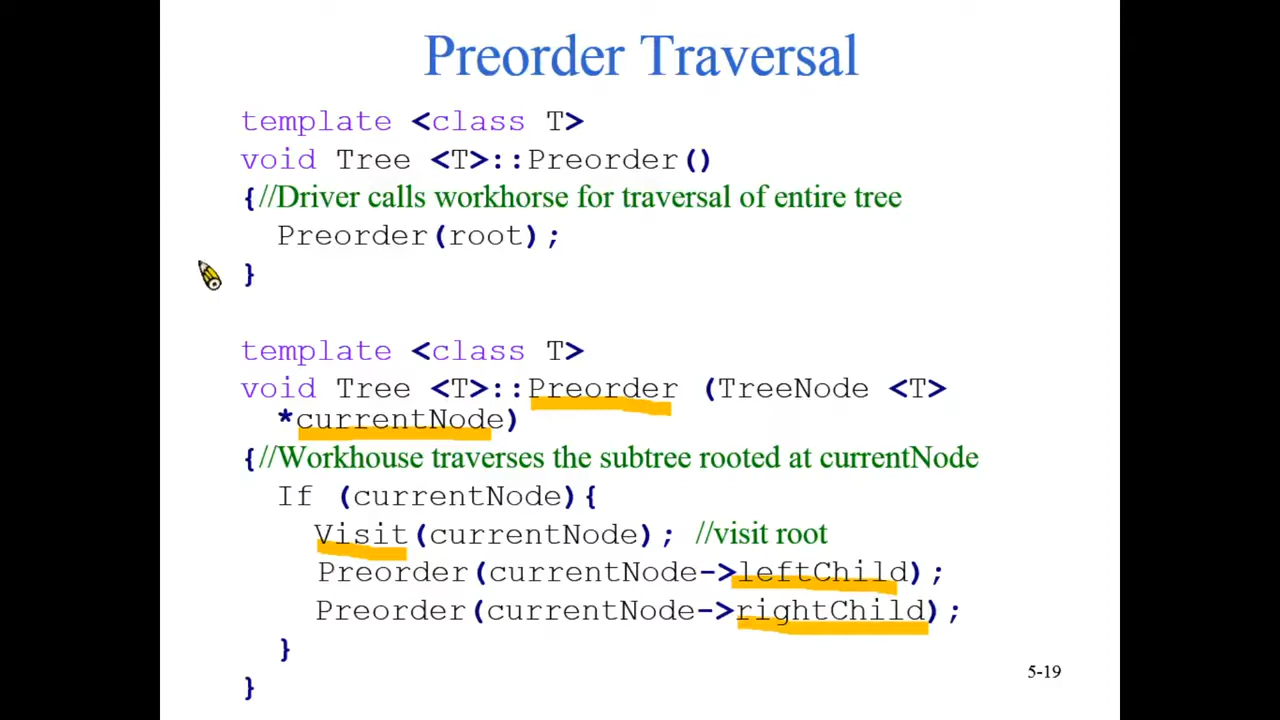 Preorder Traversal
template <class T>
void Tree <T>::Preorder()
{//Driver calls workhorse for traversal of entire tree
Preorder(root);
}
template <class T>
void Tree <T>::Preorder (TreeNode <T>
*currentNode)
{//Workhouse traverses the subtree rooted at currentNode
If (currentNode){
Visit(currentNode); //visit root
Preorder(currentNode->leftChild);
Preorder(currentNode->rightChild);
}
5-19
}